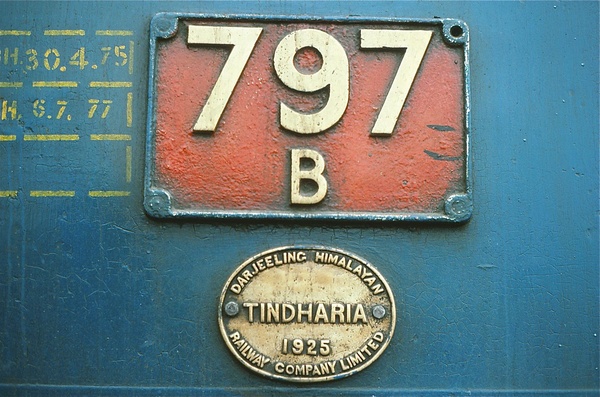 H. 30.4.75
H. 6.7. 77
797
B
DARJEELING HIMALAYAN
TINDHARIA
1925
RAILWAY COMPANY LIMITED